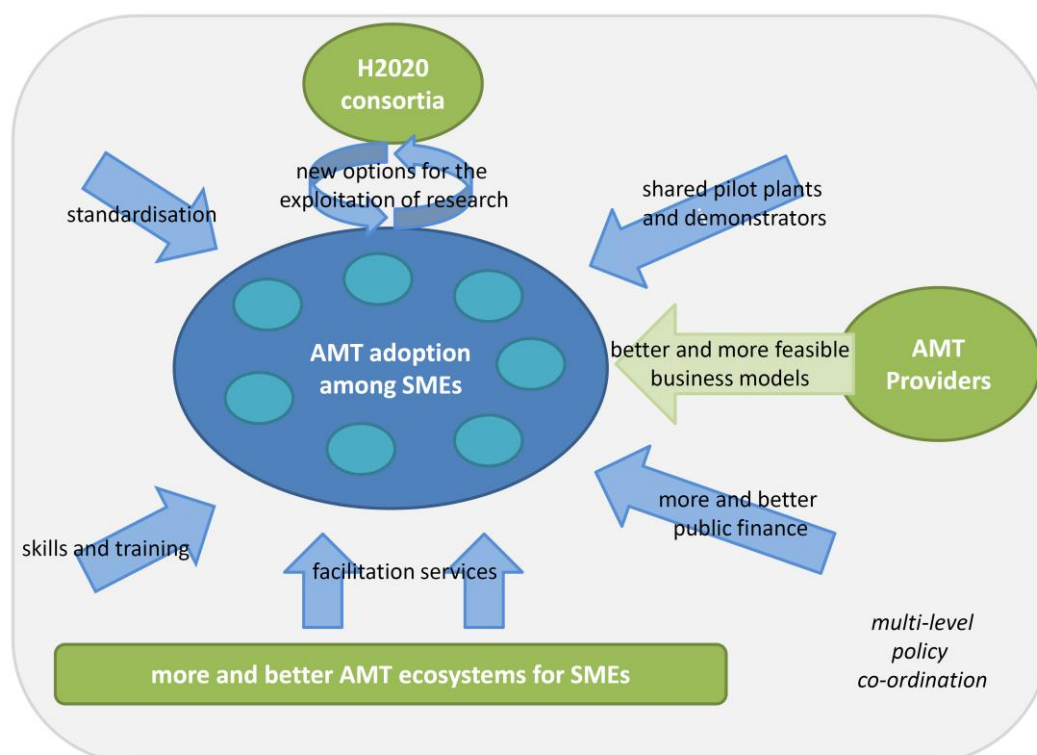 H2020
consortia
new options for the
exploitation of research
standardisation
shared pilot plants
and demonstrators
AMT adoption
among SMEs
better and more feasible
business models
AMT
Providers
more and better
public finance
skills and training
facilitation services
multi-level
policy
co-ordination
more and better AMT ecosystems for SMEs